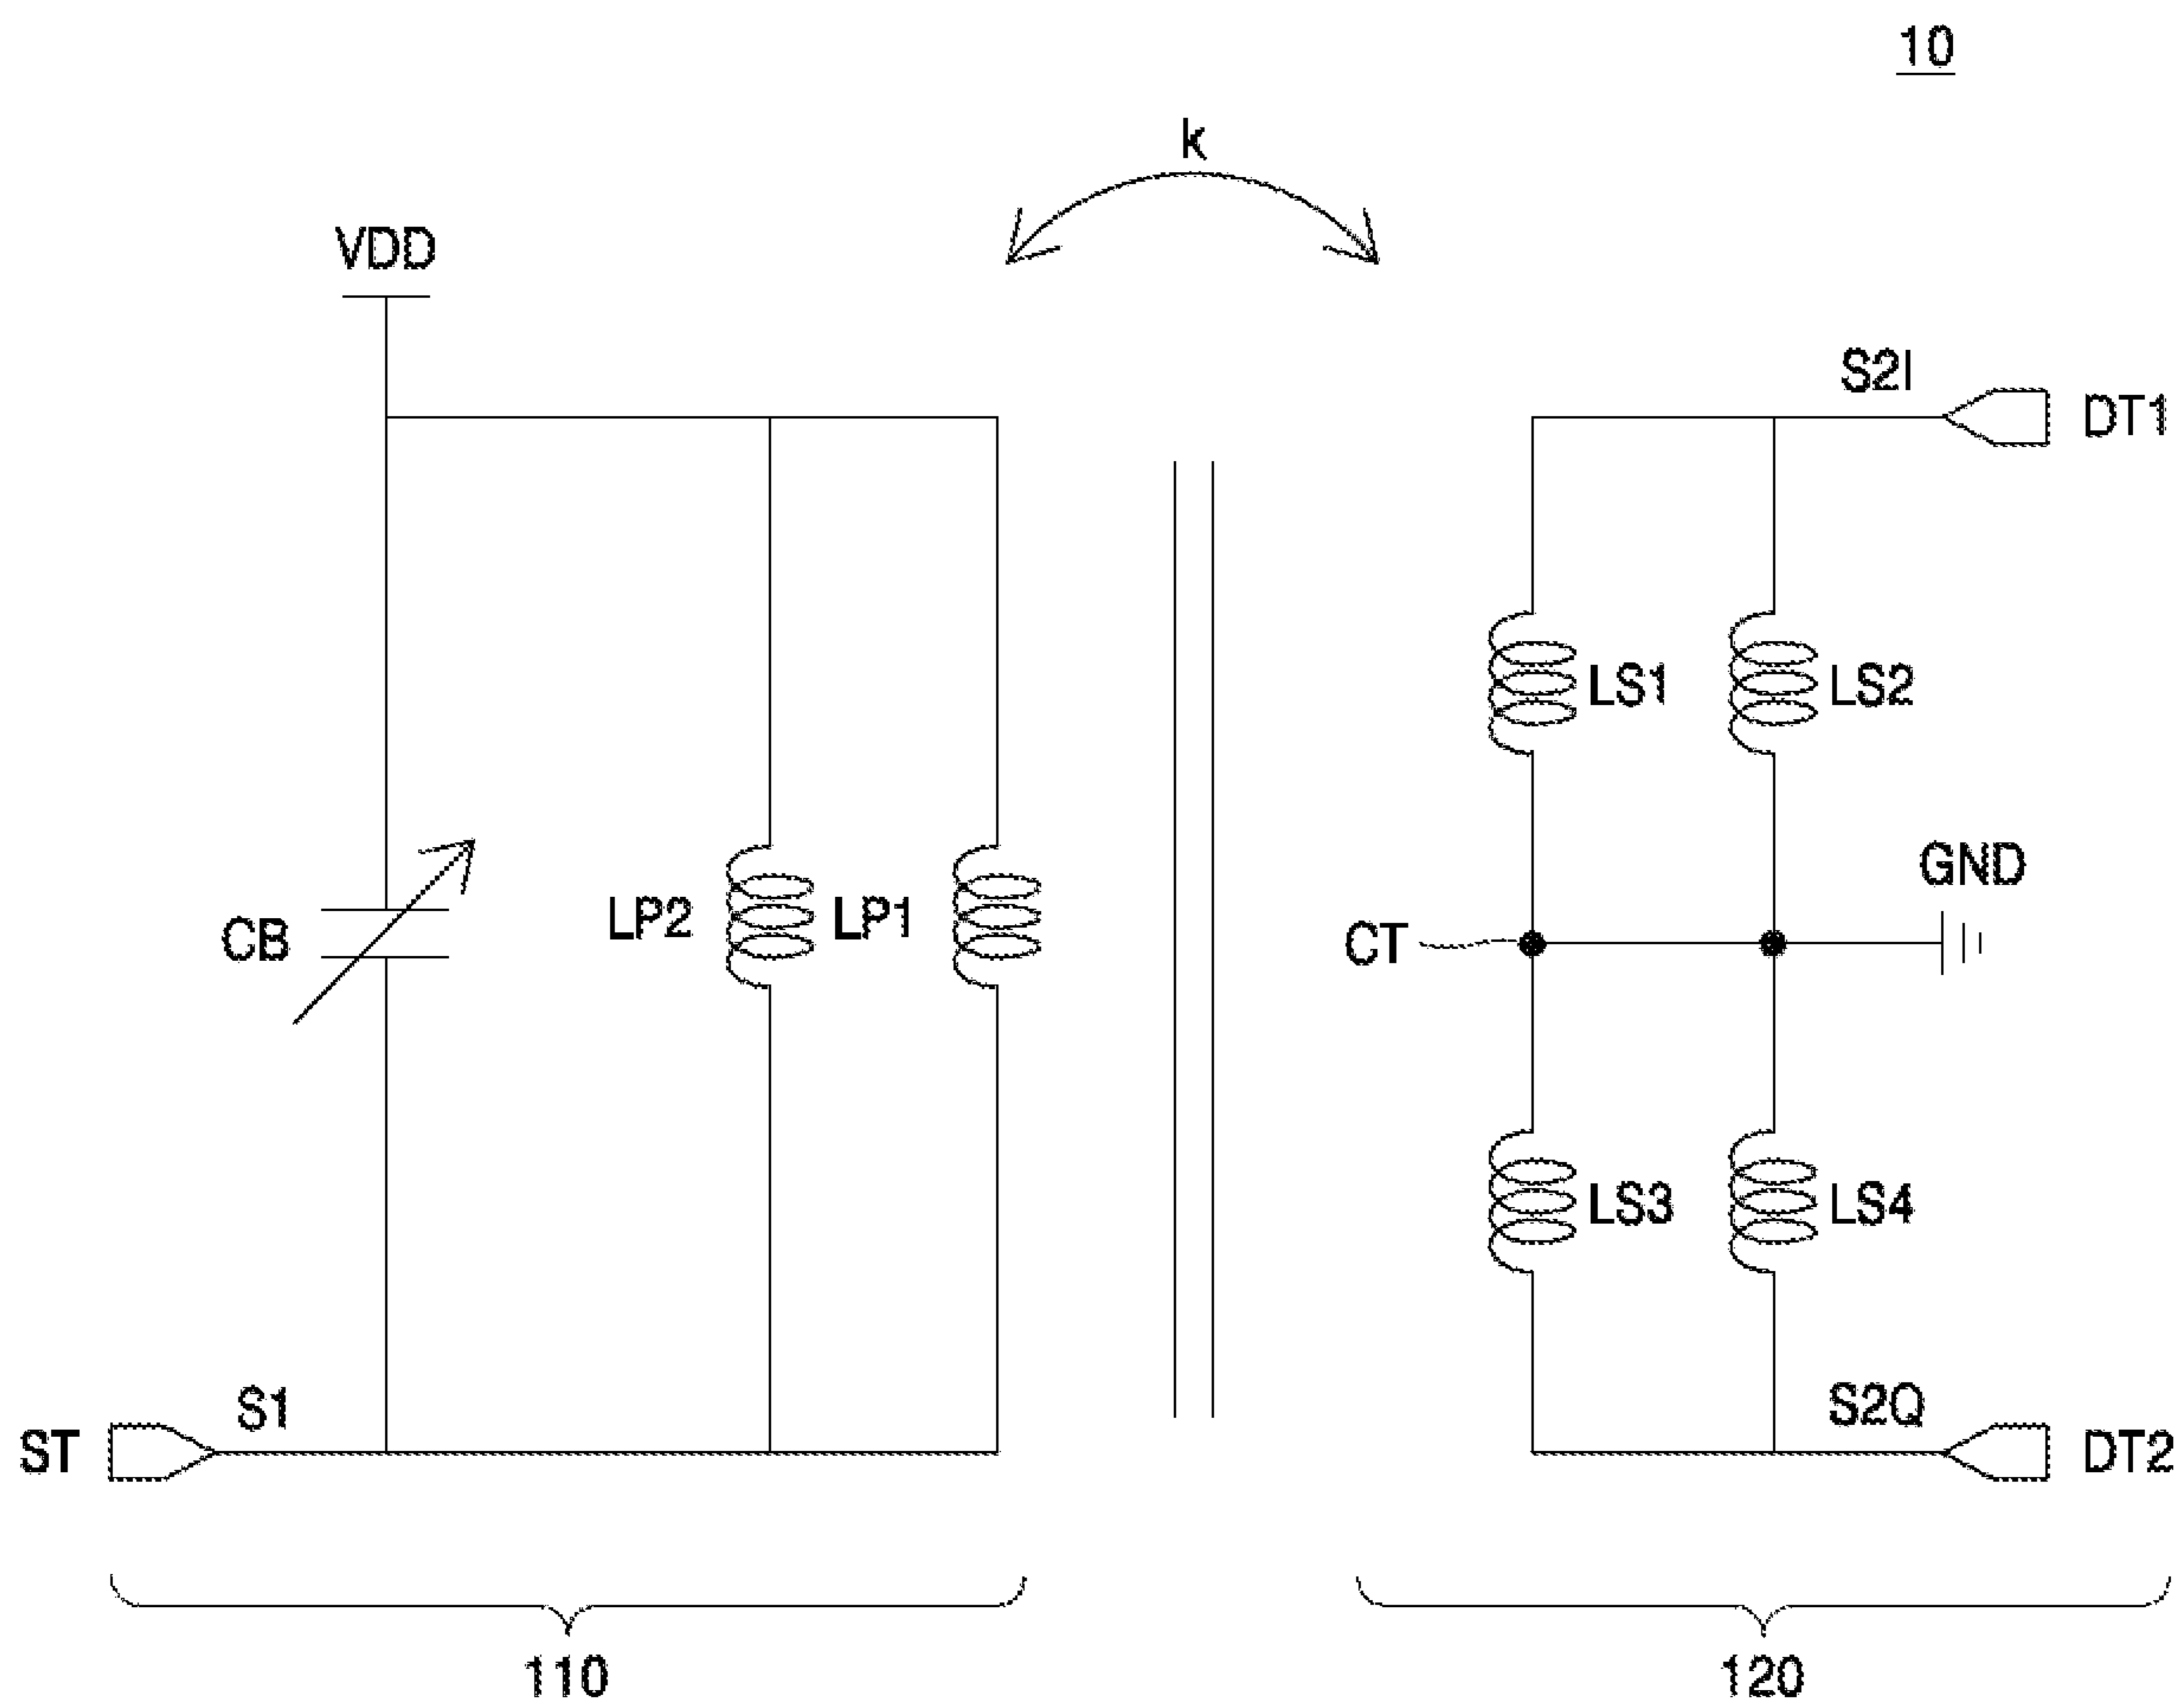 10
k
VDD
S2I
DT1
LS1
LS2
GND
CB
LP2
LP1
CT
LS3
LS4
S1
S2Q
ST
DT2
110
120